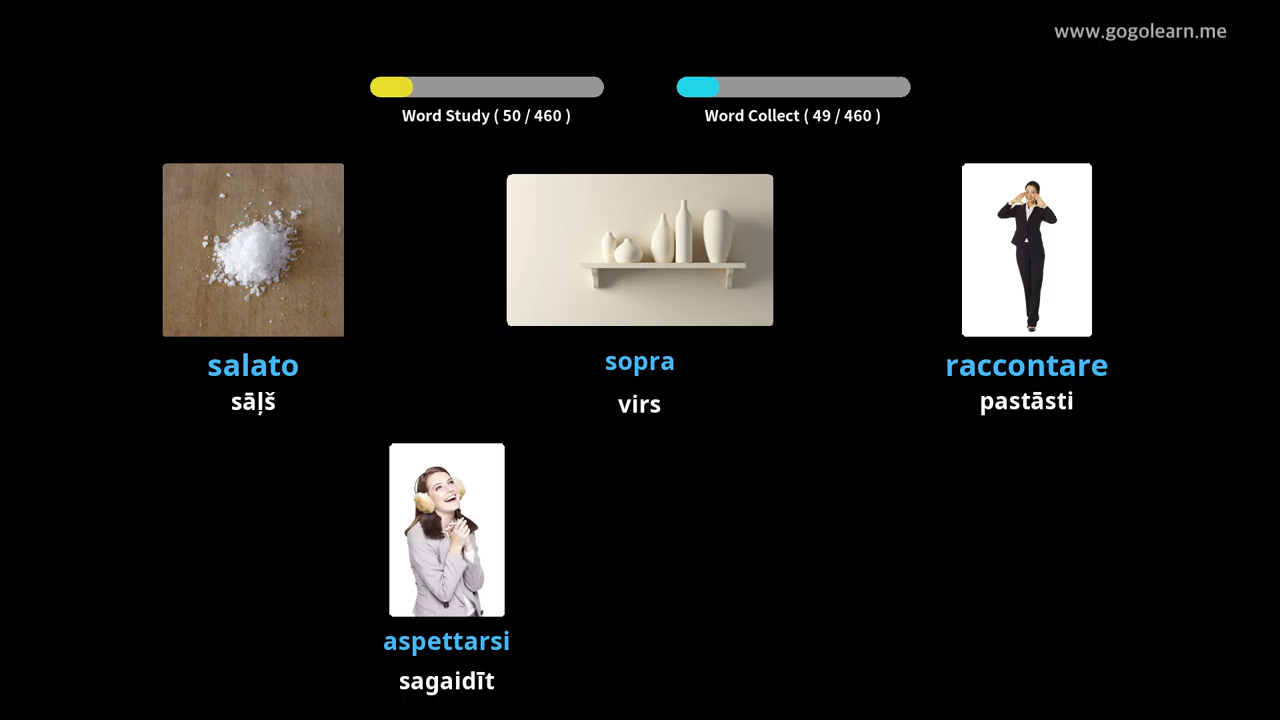 www.gogolearn.me
Word Study ( 50 / 460 )
Word Collect ( 49 / 460 )
salato
sāļš
sopra
virs
raccontare
pastāsti
aspettarsi
sagaidīt